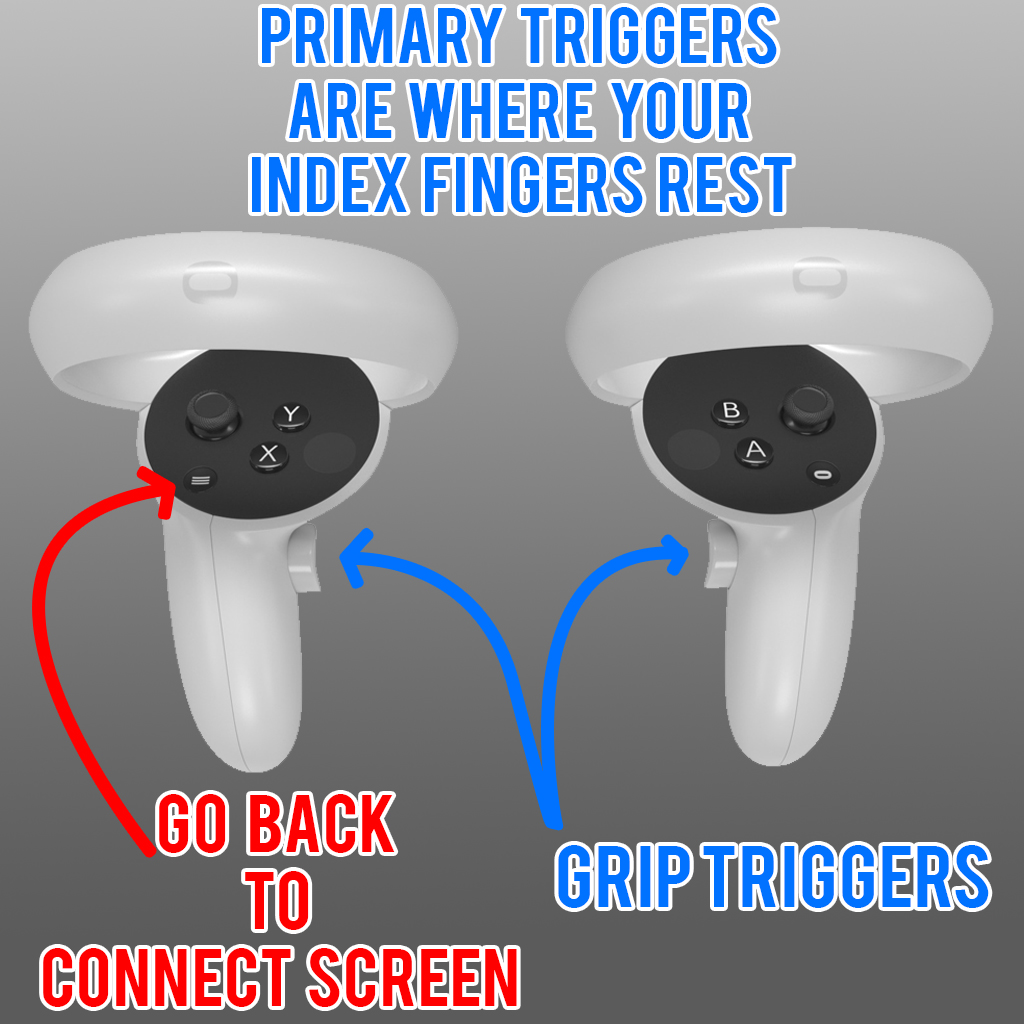 PRIMARY TRIGGERS
ARE WHERE YOUR
INDEX FINGERS REST
Y
X
B
A
GO BACK
TO
CONNECT SCREEN
GRIP TRIGGERS